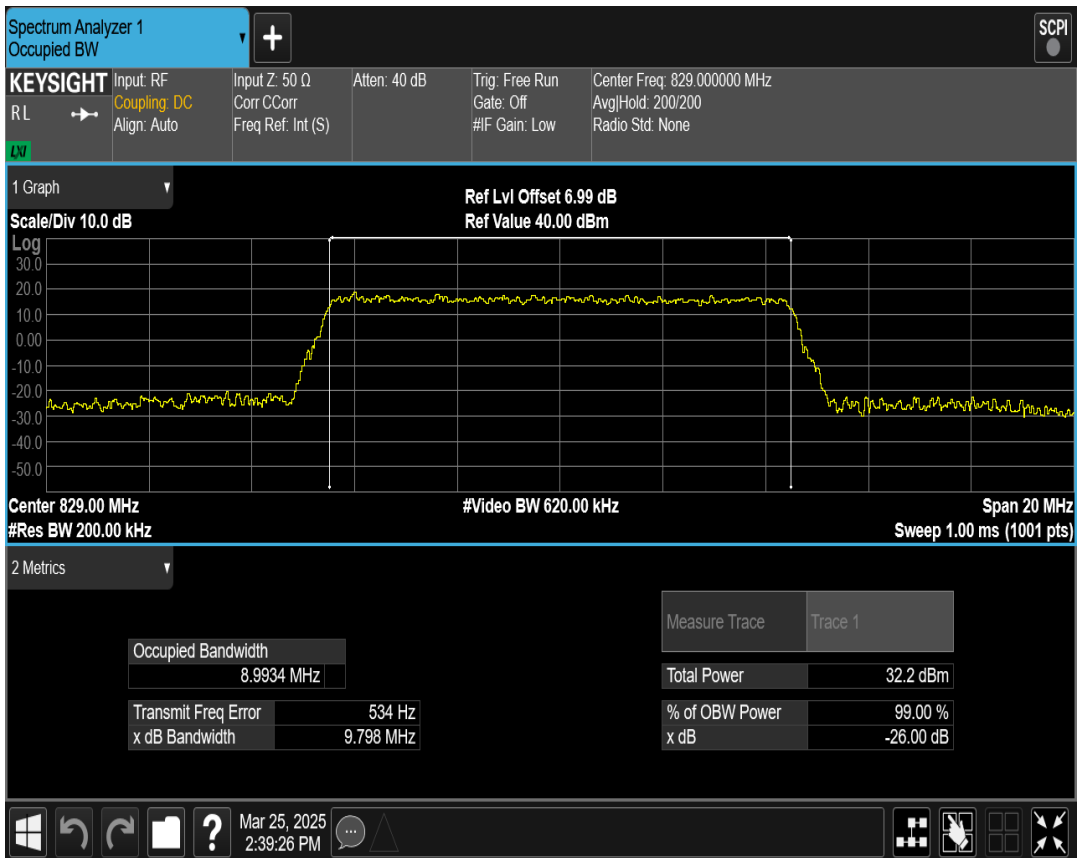 Spectrum Analyzer 1
Occupied BW
+
SCPI
KEYSIGHT
RL
LXI
Input: RF
Coupling: DC
Align: Auto
Input Z: 50 Ω
Corr CCorr
Freq Ref: Int (S)
Atten: 40 dB
Trig: Free Run
Gate: Off
#IF Gain: Low
Center Freq: 829.000000 MHz
Avg|Hold: 200/200
Radio Std: None
1 Graph
Ref Lvl Offset 6.99 dB
Scale/Div 10.0 dB
Ref Value 40.00 dBm
Log
30.0
20.0
10.0
0.00
-10.0
-20.0
-30.0
-40.0
-50.0
Center 829.00 MHz
#Video BW 620.00 kHz
Span 20 MHz
#Res BW 200.00 kHz
Sweep 1.00 ms (1001 pts)
2 Metrics
Measure Trace
Trace 1
Occupied Bandwidth
8.9934 MHz
Total Power
32.2 dBm
Transmit Freq Error
534 Hz
% of OBW Power
99.00 %
x dB Bandwidth
9.798 MHz
x dB
-26.00 dB
?
Mar 25, 2025
2:39:26 PM